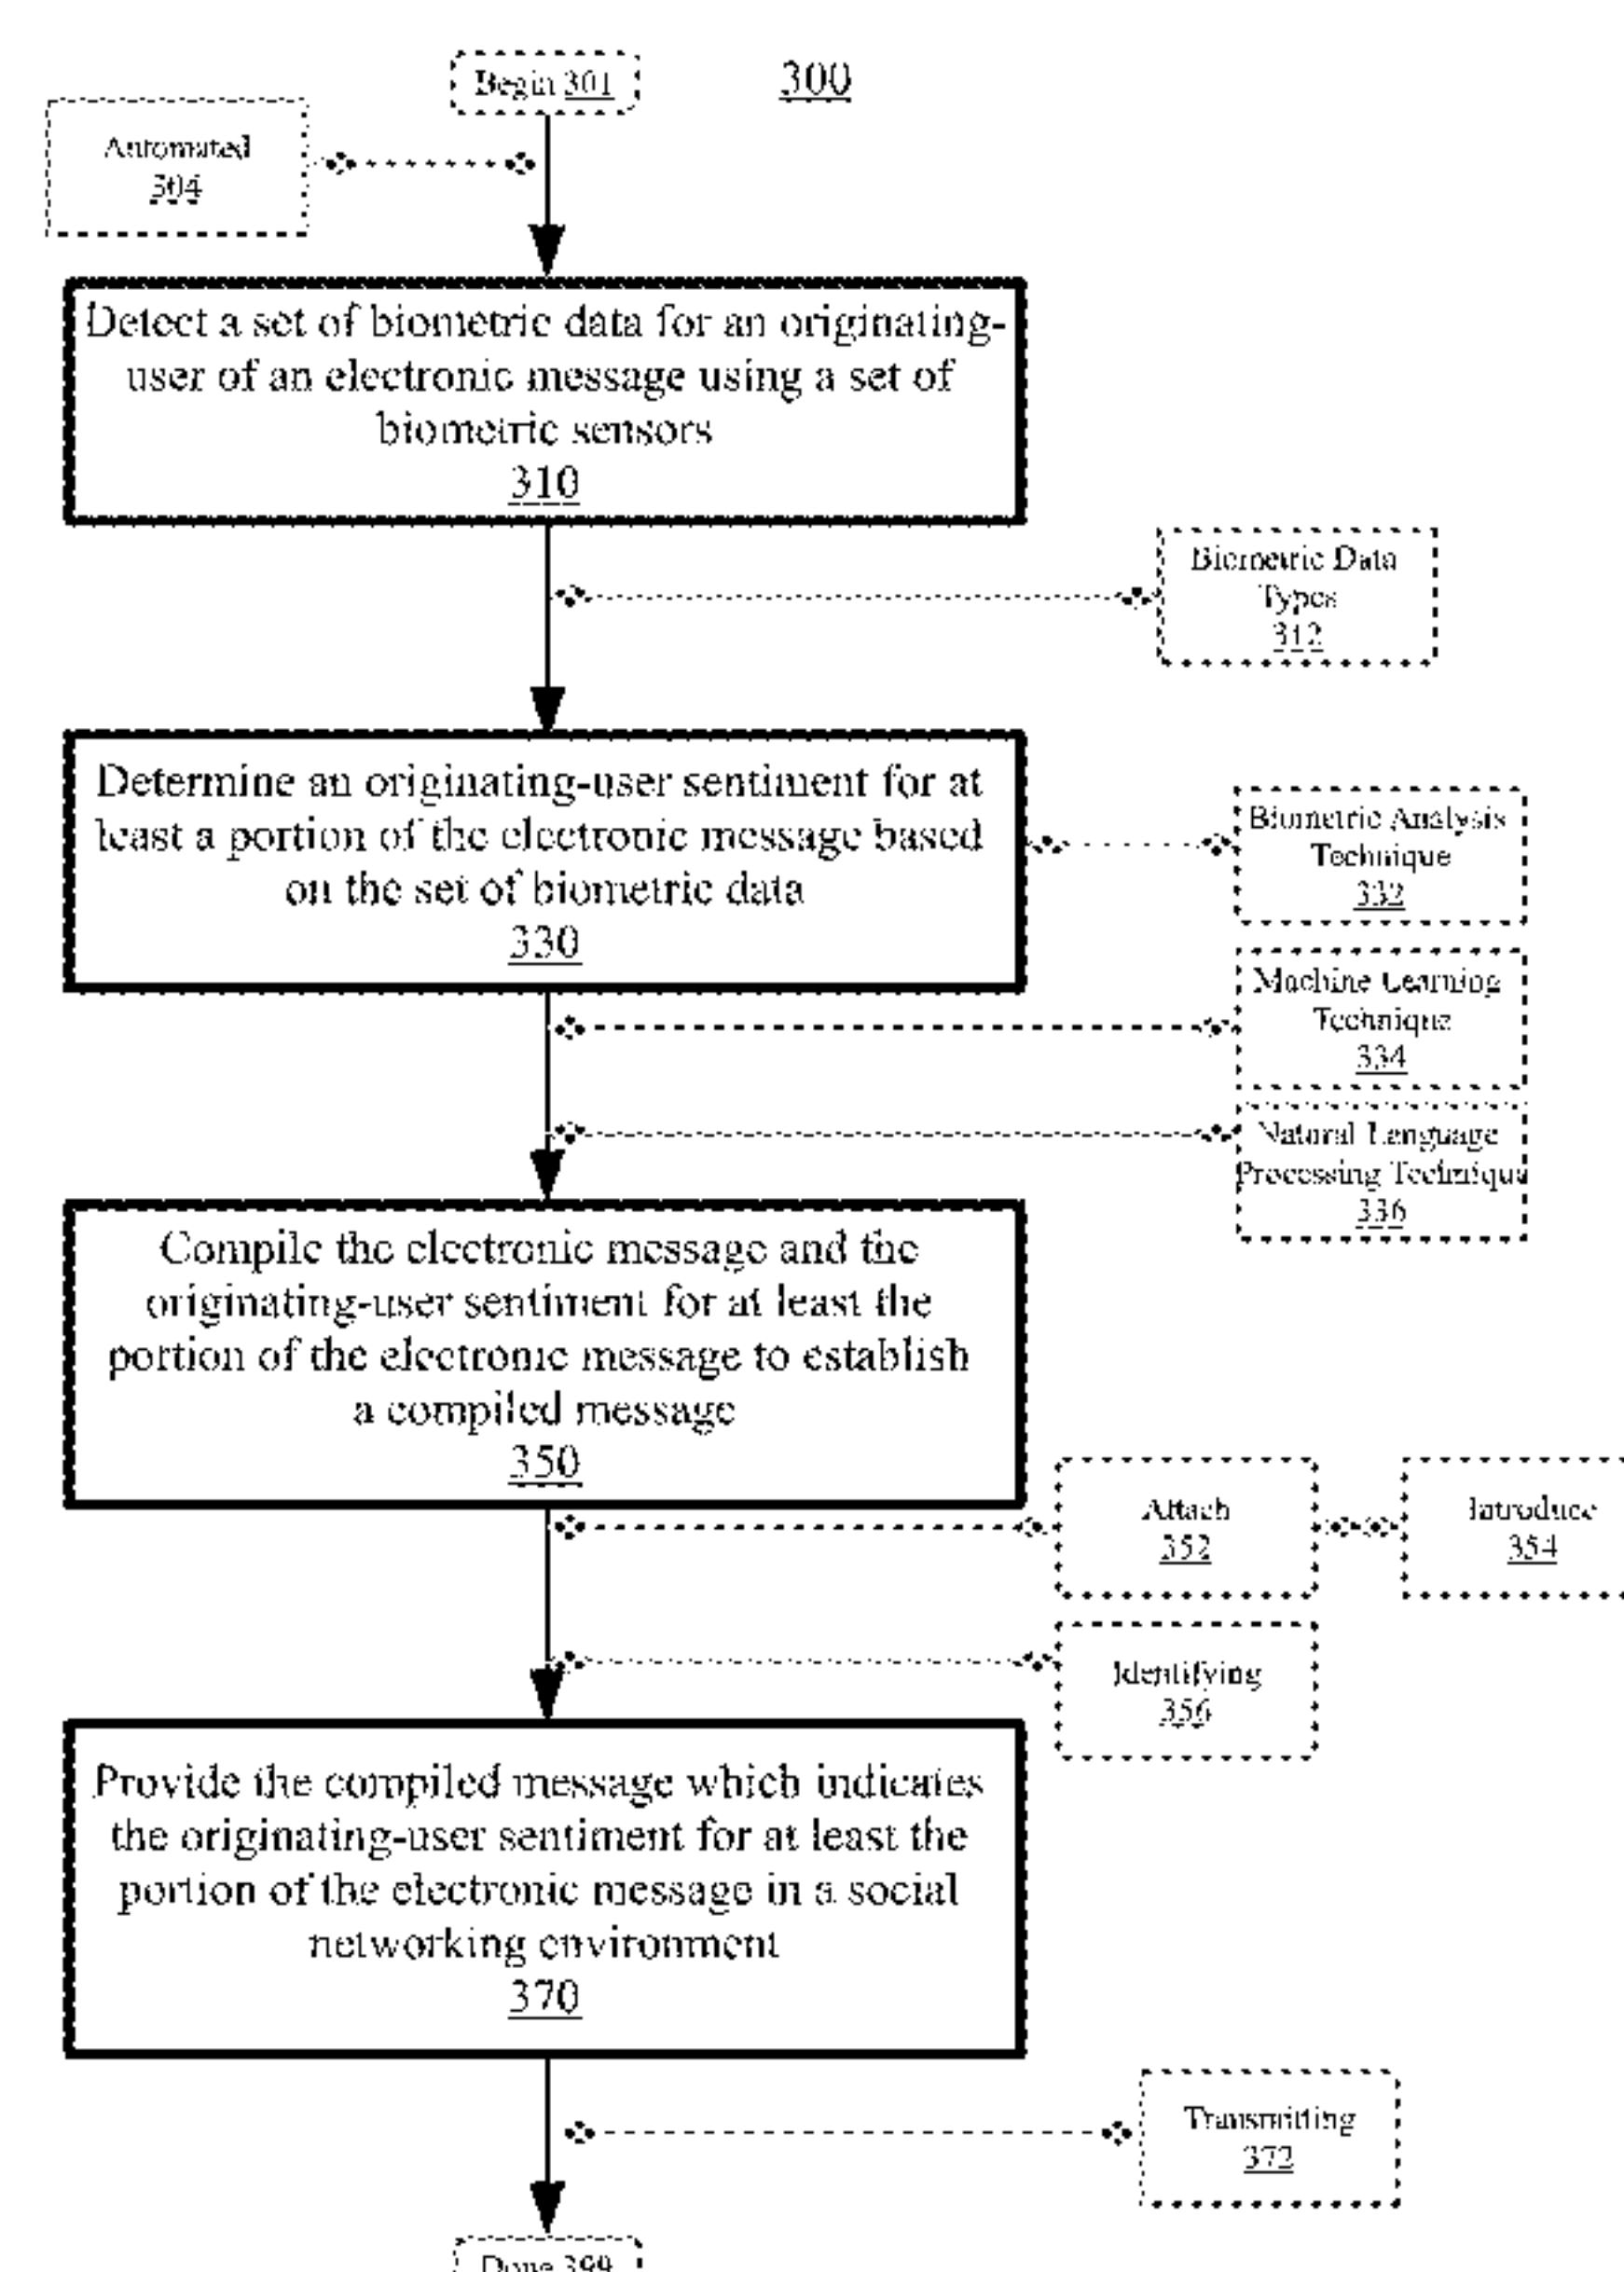 Begin 301
300
Automated
304
Detect a set of biometric data for an originating-
user of an electronic message using a set of
biometric sensors
310
Biometric Data
Types
312
Determine an originating-user sentiment for at
least a portion of the electronic message based
on the set of biometric data
330
Biometric Analysis
Technique
332
Machine Learning
Technique
334
Natural Language
Processing Technique
336
Compile the electronic message and the
originating-user sentiment for at least the
portion of the electronic message to establish
a compiled message
350
Attach
352
Introduce
354
Identifying
356
Provide the compiled message which indicates
the originating-user sentiment for at least the
portion of the electronic message in a social
networking environment
370
Transmitting
372
Done 399